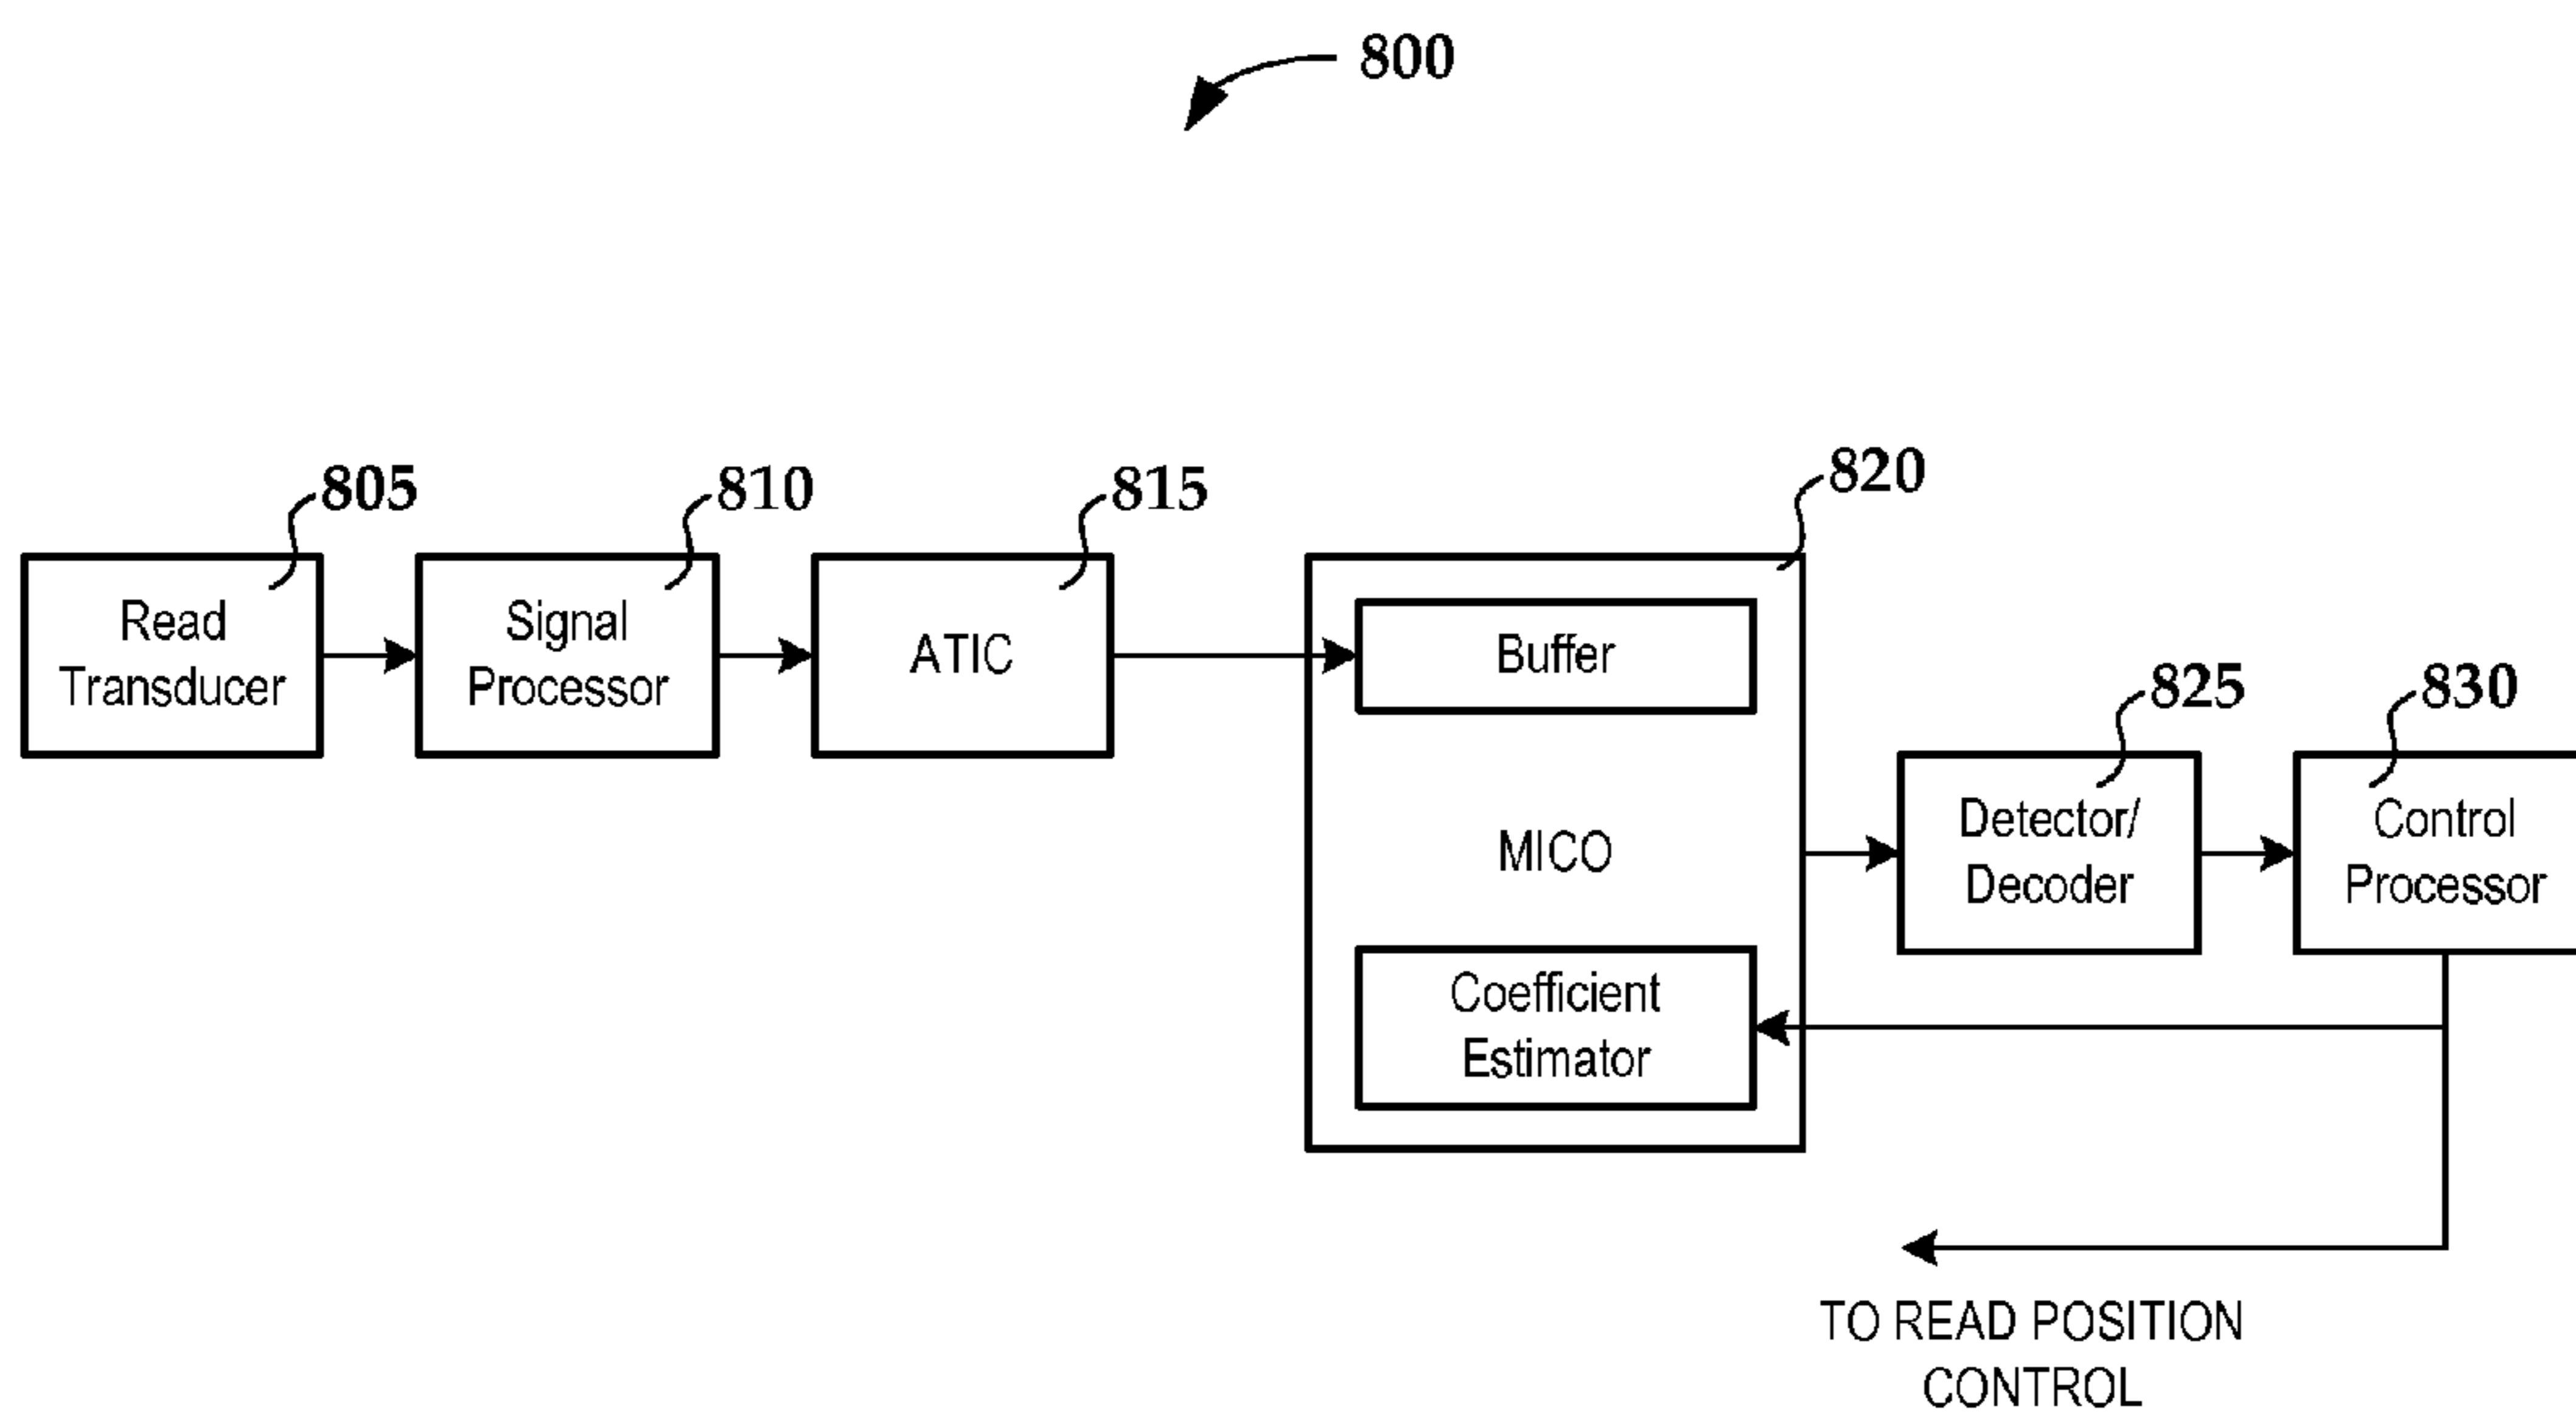 800
805
810
815
820
Read
Transducer
Signal
Processor
ATIC
Buffer
MICO
Coefficient
Estimator
825
830
Detector/
Decoder
Control
Processor
TO READ POSITION
CONTROL